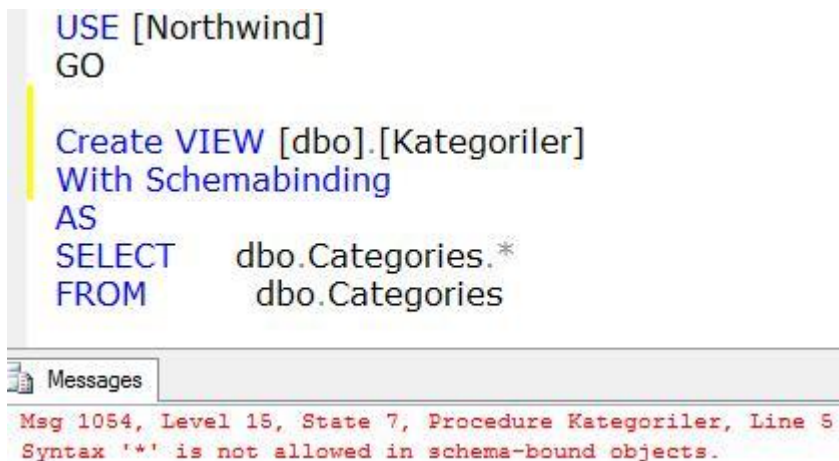 USE [Northwind]
GO
Create VIEW [dbo].[Kategoriler]
With Schemabinding
AS
SELECT dbo.Categories.*
FROM dbo.Categories
Messages
Msg 1054, Level 15, State 7, Procedure Kategoriler, Line 5
Syntax '*' is not allowed in schema-bound objects.